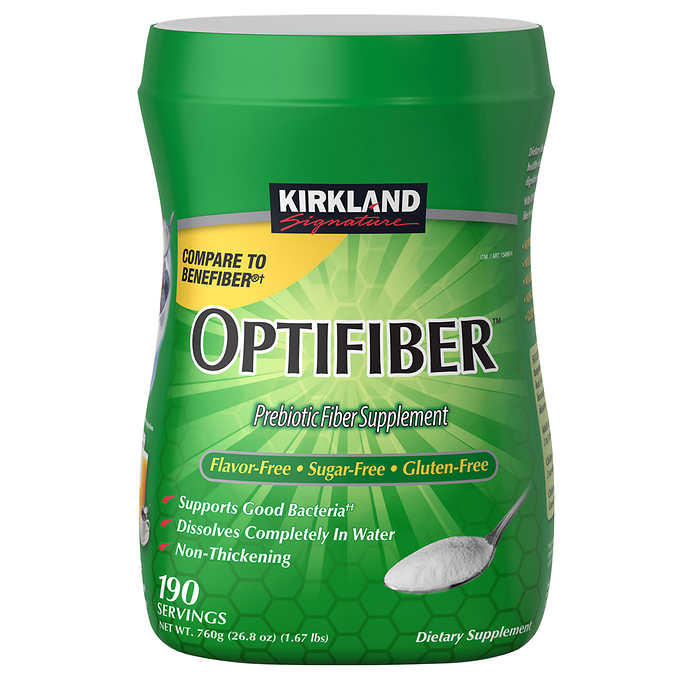 KIRKLAND
Signature
COMPARE TO
BENEFIBER®†
OPTIFIBER™
Prebiotic Fiber Supplement
Flavor-Free • Sugar-Free • Gluten-Free
Supports Good Bacteria††
Dissolves Completely In Water
Non-Thickening
190
SERVINGS
NET WT. 760g (26.8 oz) (1.67 lbs)
Dietary Supplement